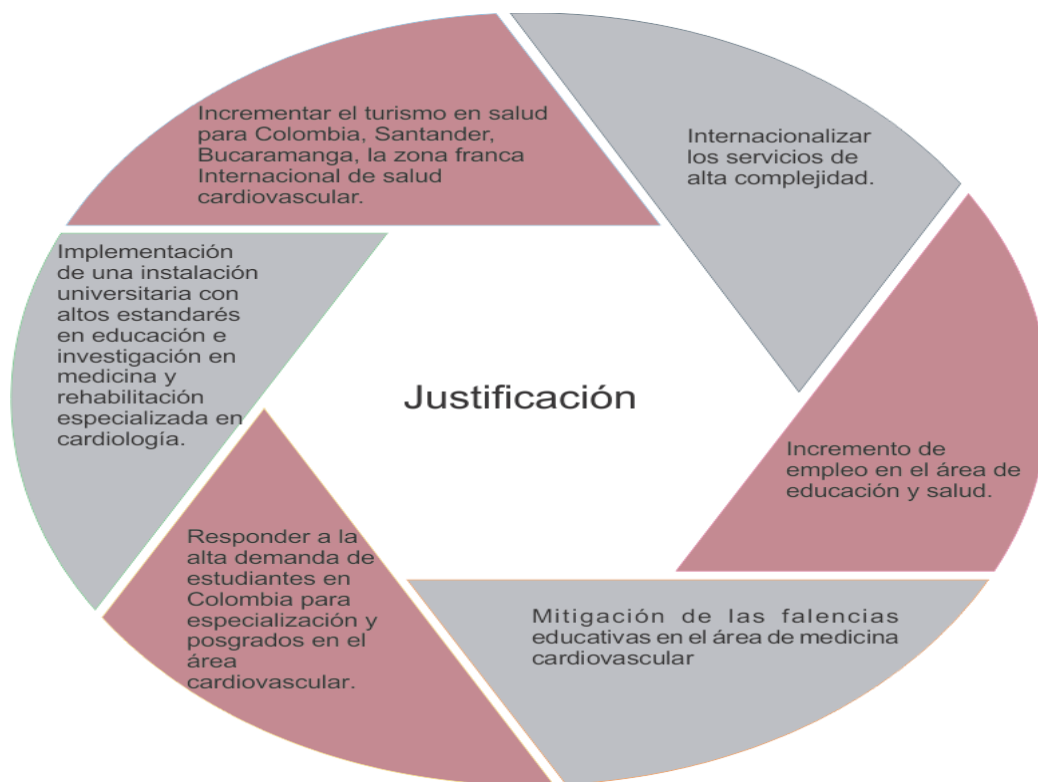 Incrementar el turismo en salud
para Colombia, Santander,
Bucaramanga, la zona franca
Internacional de salud
cardiovascular.
Internacionalizar
los servicios de
alta complejidad.
Implementación
de una instalación
universitaria con
altos estandarés
en educación e
investigación en
medicina y
rehabilitación
especializada en
cardiología.
Justificación
Incremento de
empleo en el área de
educación y salud.
Responder a la
alta demanda de
estudiantes en
Colombia para
especialización y
posgrados en el
área
cardiovascular.
Mitigación de las falencias
educativas en el área de medicina
cardiovascular